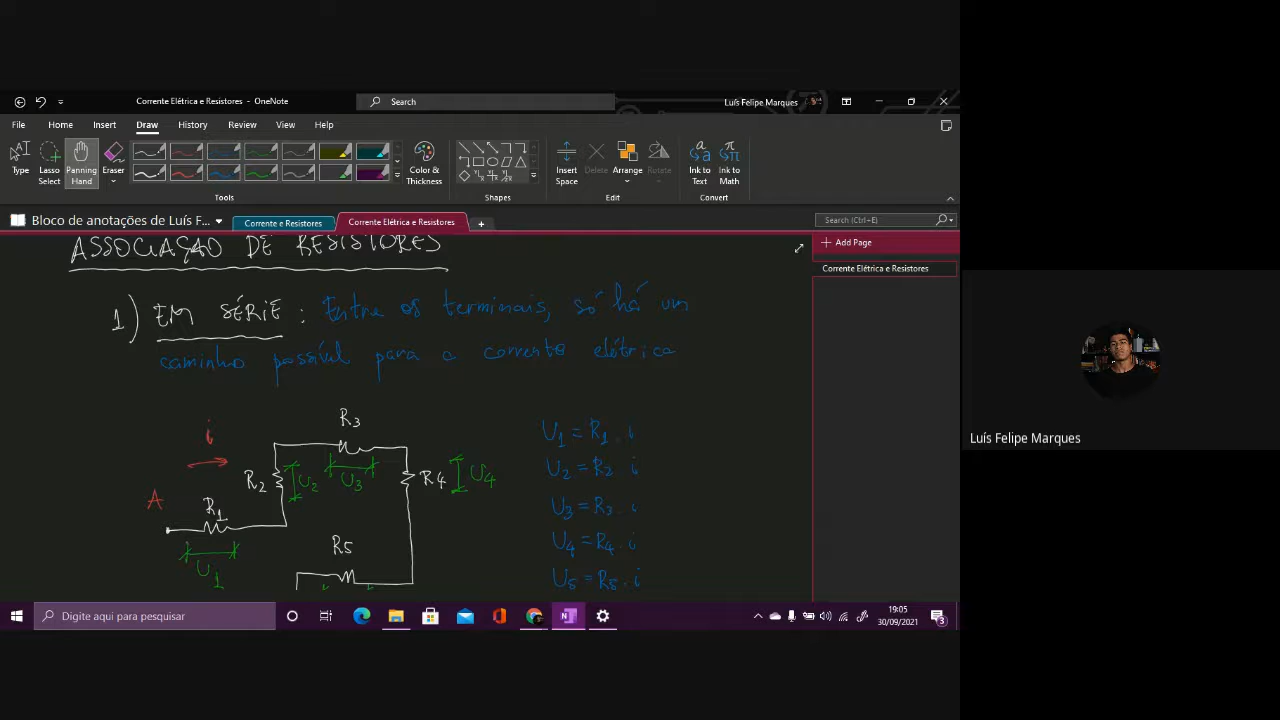 Corrente Elétrica e Resistores - OneNote
Search
Luís Felipe Marques
File Home Insert Draw History Review View Help
Type
Lasso Select
Panning Hand
Eraser
Color & Thickness
Insert Space
Delete
Arrange
Rotate
Ink to Text
Ink to Math
Tools
Shapes
Edit
Convert
Bloco de anotações de Luís F...
Corrente e Resistores
Corrente Elétrica e Resistores
+
Search (Ctrl+E)
+ Add Page
Corrente Elétrica e Resistores
ASSOCIAÇÃO DE RESISTORES
1) EM SÉRIE : Entre os terminais, só há um
caminho possível para a corrente elétrica
R3
i
U1 = R1 . i
U2 = R2 . i
R2
U2
U3
R4
U4
A
R1
U3 = R3 . i
U4 = R4 . i
R5
U1
U5 = R5 . i
Luís Felipe Marques
Digite aqui para pesquisar
19:05
30/09/2021
3